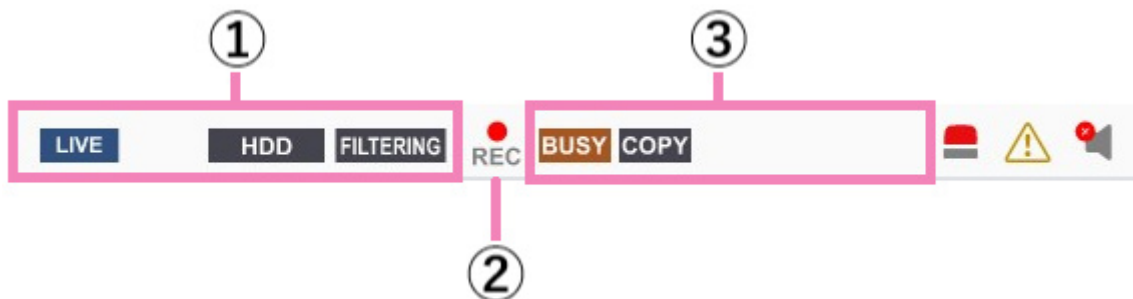 ① ③
LIVE HDD FILTERING REC BUSY COPY
②